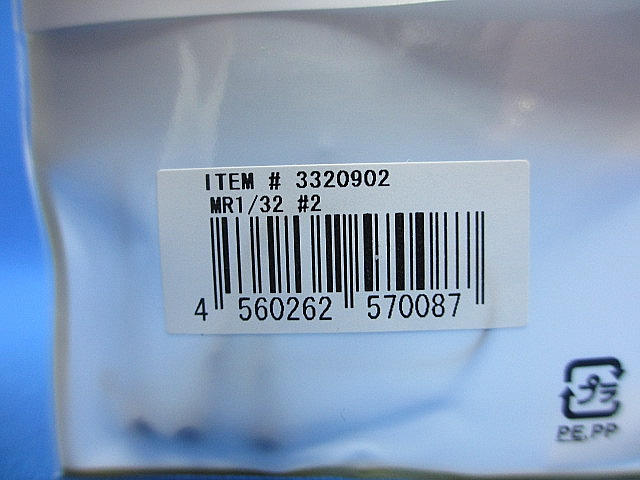 ITEM # 3320902
MR1/32 #2
4 560262 570087
プラ
PE.PP